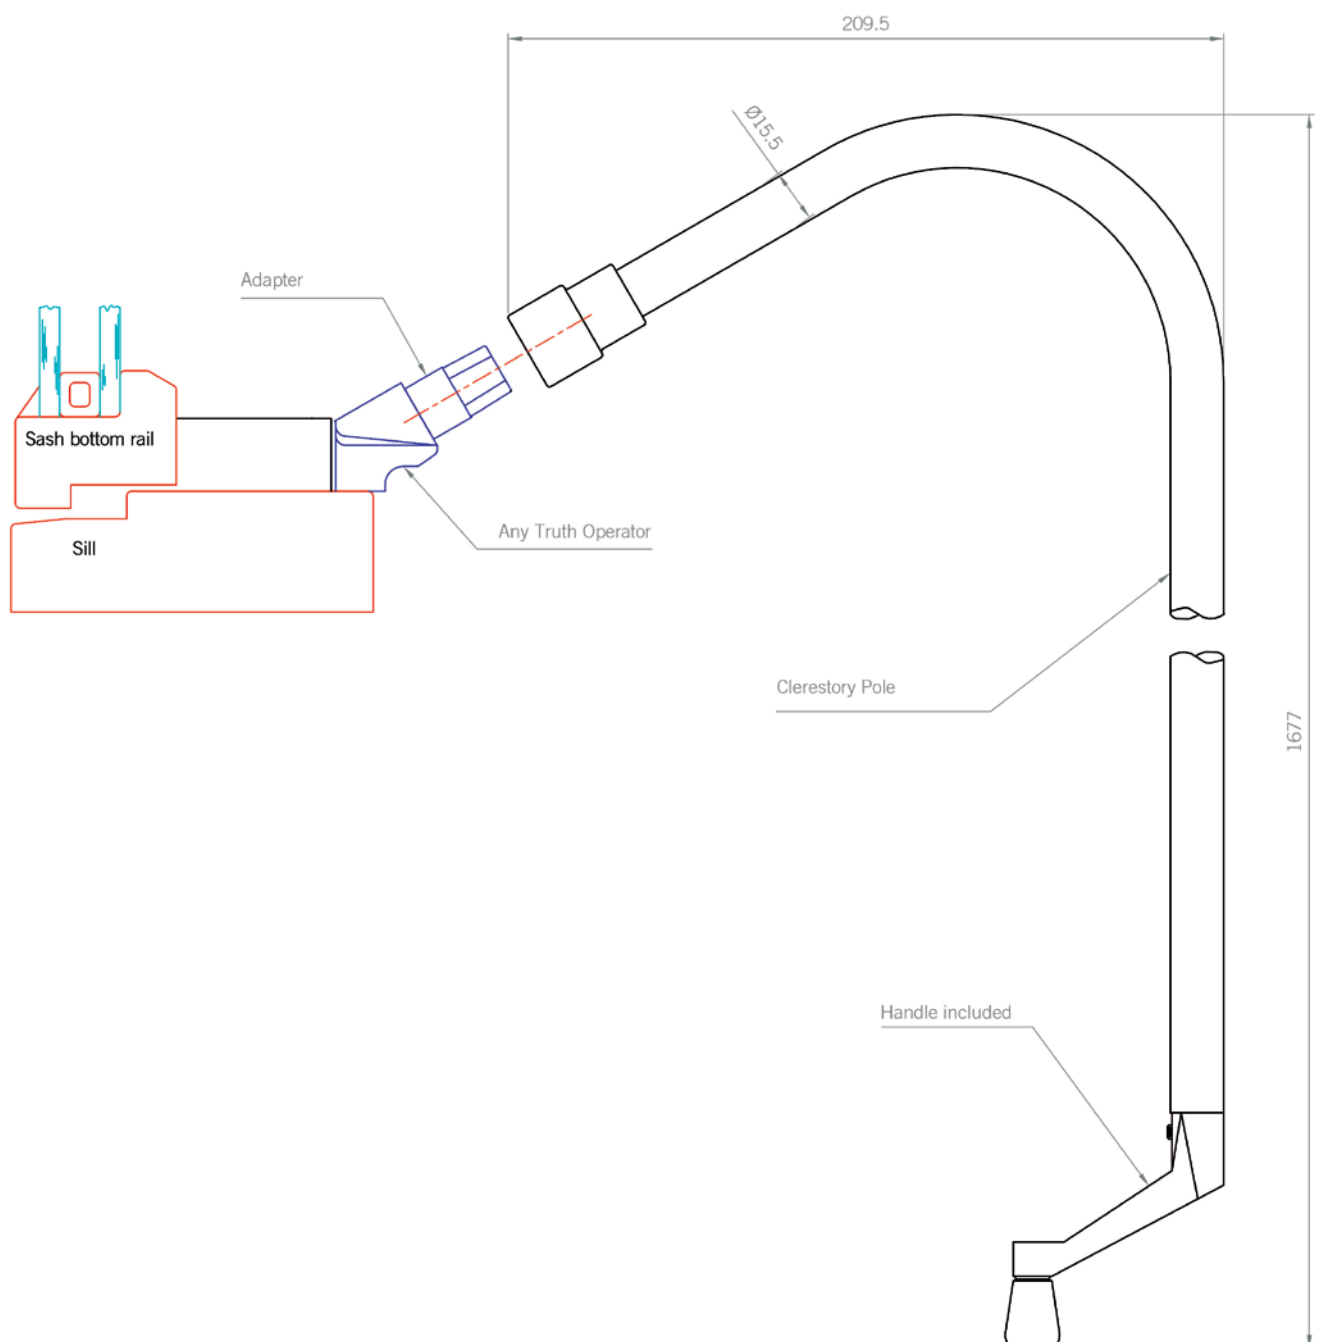 209.5
Ø15.5
Adapter
Sash bottom rail
Any Truth Operator
Sill
Clerestory Pole
1677
Handle included